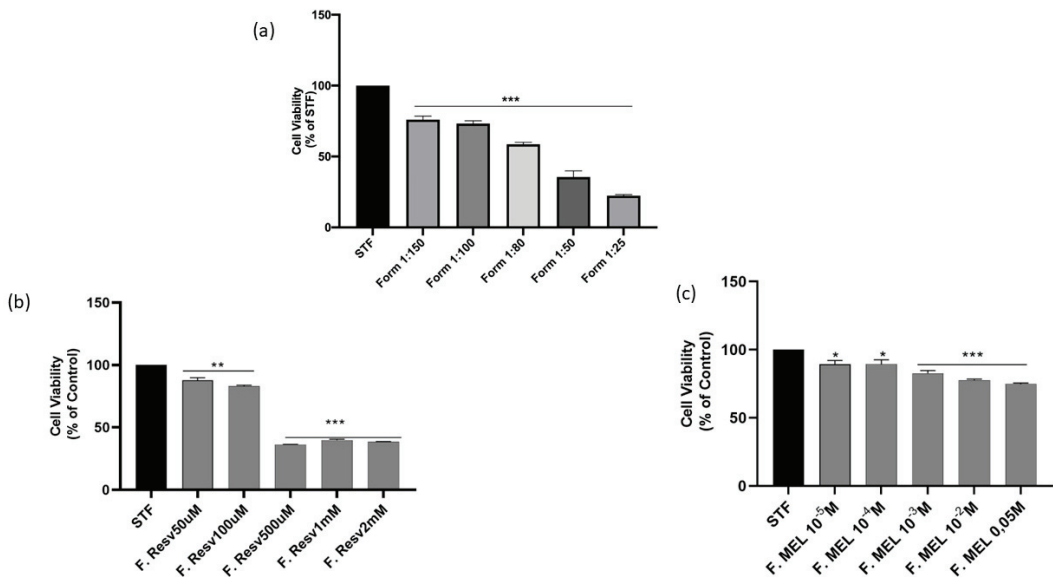 (a)
150
100
50
0
Cell Viability
(% of STF)
***
STF
Form 1:150
Form 1:100
Form 1:80
Form 1:50
Form 1:25
(b)
150
100
50
0
Cell Viability
(% of Control)
**
***
STF
F. Resv50uM
F. Resv100uM
F. Resv500uM
F. Resv1mM
F. Resv2mM
(c)
150
100
50
0
Cell Viability
(% of Control)
*
*
***
STF
F. MEL 10⁻⁵M
F. MEL 10⁻⁴M
F. MEL 10⁻³M
F. MEL 10⁻²M
F. MEL 0,05M